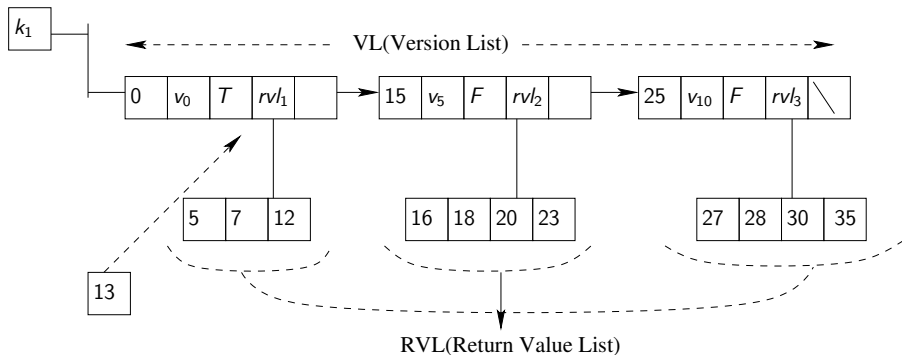 k1
VL(Version List)
0 v0 T rvl1
15 v5 F rvl2
25 v10 F rvl3
5 7 12
16 18 20 23
27 28 30 35
13
RVL(Return Value List)